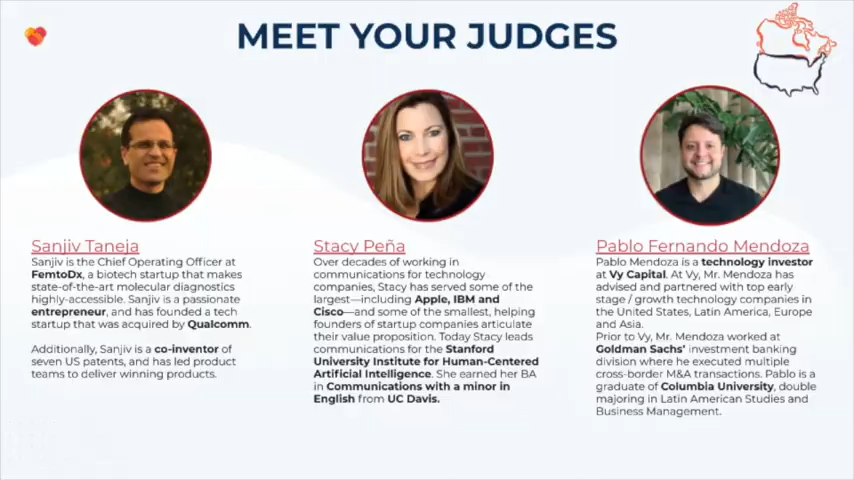 MEET YOUR JUDGES
Sanjiv Taneja
Sanjiv is the Chief Operating Officer at
FemtoDx, a biotech startup that makes
state-of-the-art molecular diagnostics
highly-accessible. Sanjiv is a passionate
entrepreneur, and has founded a tech
startup that was acquired by Qualcomm.
Additionally, Sanjiv is a co-inventor of
seven US patents, and has led product
teams to deliver winning products.
Stacy Peña
Over decades of working in
communications for technology
companies, Stacy has served some of the
largest—including Apple, IBM and
Cisco—and some of the smallest, helping
founders of startup companies articulate
their value proposition. Today Stacy leads
communications for the Stanford
University Institute for Human-Centered
Artificial Intelligence. She earned her BA
in Communications with a minor in
English from UC Davis.
Pablo Fernando Mendoza
Pablo Mendoza is a technology investor
at Vy Capital. At Vy, Mr. Mendoza has
advised and partnered with top early
stage / growth technology companies in
the United States, Latin America, Europe
and Asia.
Prior to Vy, Mr. Mendoza worked at
Goldman Sachs' investment banking
division where he executed multiple
cross-border M&A transactions. Pablo is a
graduate of Columbia University, double
majoring in Latin American Studies and
Business Management.